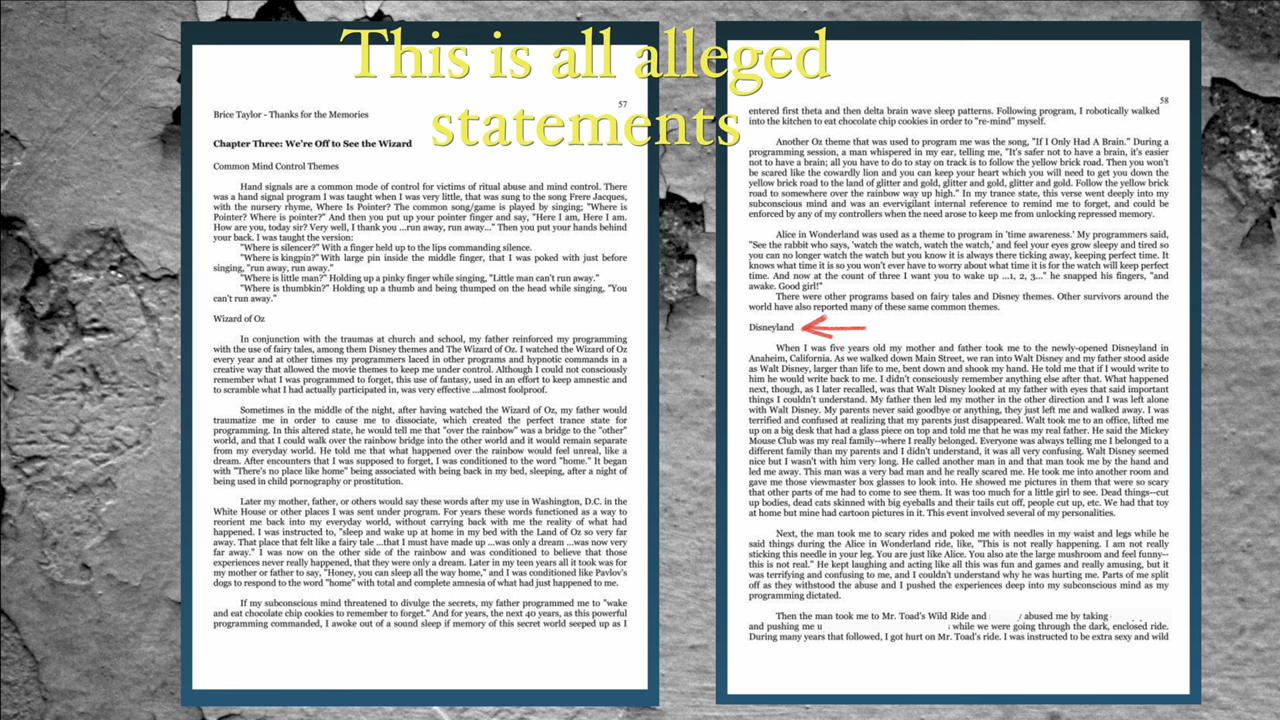 This is all alleged
statements
57
Brice Taylor - Thanks for the Memories
Chapter Three: We're Off to See the Wizard
Common Mind Control Themes
Hand signals are a common mode of control for victims of ritual abuse and mind control. There
was a hand signal program I was taught when I was very little, that was sung to the song Frere Jacques,
with the nursery rhyme, Where Is Pointer? The common song/game is played by singing; "Where is
Pointer? Where is pointer?" And then you put up your pointer finger and say, "Here I am, Here I am.
How are you, today sir? Very well, I thank you ...run away, run away..." Then you put your hands behind
your back. I was taught the version:
"Where is silencer?" With a finger held up to the lips commanding silence.
"Where is kingpin?" With large pin inside the middle finger, that I was poked with just before
singing, "run away, run away."
"Where is little man?" Holding up a pinky finger while singing, "Little man can't run away."
"Where is thumbkin?" Holding up a thumb and being thumped on the head while singing, "You
can't run away."
Wizard of Oz
In conjunction with the traumas at church and school, my father reinforced my programming
with the use of fairy tales, among them Disney themes and The Wizard of Oz. I watched the Wizard of Oz
every year and at other times my programmers laced in other programs and hypnotic commands in a
creative way that allowed the movie themes to keep me under control. Although I could not consciously
remember what I was programmed to forget, this use of fantasy, used in an effort to keep amnestic and
to scramble what I had actually participated in, was very effective ...almost foolproof.
Sometimes in the middle of the night, after having watched the Wizard of Oz, my father would
traumatize me in order to cause me to dissociate, which created the perfect trance state for
programming. In this altered state, he would tell me that "over the rainbow" was a bridge to the "other"
world, and that I could walk over the rainbow bridge into the other world and it would remain separate
from my everyday world. He told me that what happened over the rainbow would feel unreal, like a
dream. After encounters that I was supposed to forget, I was conditioned to the word "home." It began
with "There's no place like home" being associated with being back in my bed, sleeping, after a night of
being used in child pornography or prostitution.
Later my mother, father, or others would say these words after my use in Washington, D.C. in the
White House or other places I was sent under program. For years these words functioned as a way to
reorient me back into my everyday world, without carrying back with me the reality of what had
happened. I was instructed to, "sleep and wake up at home in my bed with the Land of Oz so very far
away. That place that felt like a fairy tale ...that I must have made up ...was only a dream ...was now very
far away." I was now on the other side of the rainbow and was conditioned to believe that those
experiences never really happened, that they were only a dream. Later in my teen years all it took was for
my mother or father to say, "Honey, you can sleep all the way home," and I was conditioned like Pavlov's
dogs to respond to the word "home" with total and complete amnesia of what had just happened to me.
If my subconscious mind threatened to divulge the secrets, my father programmed me to "wake
and eat chocolate chip cookies to remember to forget." And for years, the next 40 years, as this powerful
programming commanded, I awoke out of a sound sleep if memory of this secret world seeped up as I
58
entered first theta and then delta brain wave sleep patterns. Following program, I robotically walked
into the kitchen to eat chocolate chip cookies in order to "re-mind" myself.
Another Oz theme that was used to program me was the song, "If I Only Had A Brain." During a
programming session, a man whispered in my ear, telling me, "It's safer not to have a brain, it's easier
not to have a brain; all you have to do to stay on track is to follow the yellow brick road. Then you won't
be scared like the cowardly lion and you can keep your heart which you will need to get you down the
yellow brick road to the land of glitter and gold, glitter and gold, glitter and gold. Follow the yellow brick
road to somewhere over the rainbow way up high." In my trance state, this verse went deeply into my
subconscious mind and was an evervigilant internal reference to remind me to forget, and could be
enforced by any of my controllers when the need arose to keep me from unlocking repressed memory.
Alice in Wonderland was used as a theme to program in 'time awareness.' My programmers said,
"See the rabbit who says, 'watch the watch, watch the watch,' and feel your eyes grow sleepy and tired so
you can no longer watch the watch but you know it is always there ticking away, keeping perfect time. It
knows what time it is so you won't ever have to worry about what time it is for the watch will keep perfect
time. And now at the count of three I want you to wake up ...1, 2, 3..." he snapped his fingers, "and
awake. Good girl!"
There were other programs based on fairy tales and Disney themes. Other survivors around the
world have also reported many of these same common themes.
Disneyland
When I was five years old my mother and father took me to the newly-opened Disneyland in
Anaheim, California. As we walked down Main Street, we ran into Walt Disney and my father stood aside
as Walt Disney, larger than life to me, bent down and shook my hand. He told me that if I would write to
him he would write back to me. I didn't consciously remember anything else after that. What happened
next, though, as I later recalled, was that Walt Disney looked at my father with eyes that said important
things I couldn't understand. My father then led my mother in the other direction and I was left alone
with Walt Disney. My parents never said goodbye or anything, they just left me and walked away. I was
terrified and confused at realizing that my parents just disappeared. Walt took me to an office, lifted me
up on a big desk that had a glass piece on top and told me that he was my real father. He said the Mickey
Mouse Club was my real family--where I really belonged. Everyone was always telling me I belonged to a
different family than my parents and I didn't understand, it was all very confusing. Walt Disney seemed
nice but I wasn't with him very long. He called another man in and that man took me by the hand and
led me away. This man was a very bad man and he really scared me. He took me into another room and
gave me those viewmaster box glasses to look into. He showed me pictures in them that were so scary
that other parts of me had to come to see them. It was too much for a little girl to see. Dead things--cut
up bodies, dead cats skinned with big eyeballs and their tails cut off, people cut up, etc. We had that toy
at home but mine had cartoon pictures in it. This event involved several of my personalities.
Next, the man took me to scary rides and poked me with needles in my waist and legs while he
said things during the Alice in Wonderland ride, like, "This is not really happening. I am not really
sticking this needle in your leg. You are just like Alice. You also ate the large mushroom and feel funny--
this is not real." He kept laughing and acting like all this was fun and games and really amusing, but it
was terrifying and confusing to me, and I couldn't understand why he was hurting me. Parts of me split
off as they withstood the abuse and I pushed the experiences deep into my subconscious mind as my
programming dictated.
Then the man took me to Mr. Toad's Wild Ride and abused me by taking
and pushing me while we were going through the dark, enclosed ride.
During many years that followed, I got hurt on Mr. Toad's ride. I was instructed to be extra sexy and wild